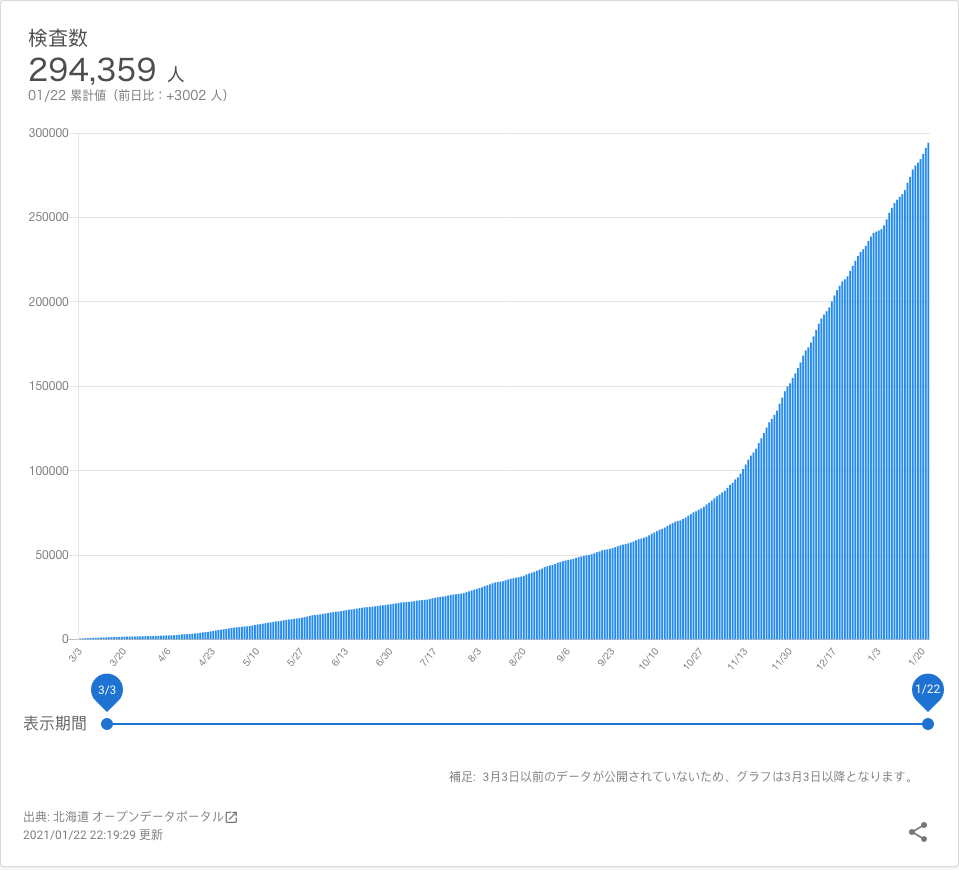 検査数
294,359 人
01/22 累計値（前日比：+3002 人）
300000
250000
200000
150000
100000
50000
0
3/3 3/20 4/6 4/23 5/10 5/27 6/13 6/30 7/17 8/3 8/20 9/6 9/23 10/10 10/27 11/13 11/30 12/17 1/3 1/20
3/3 1/22
表示期間
補足: 3月3日以前のデータが公開されていないため、グラフは3月3日以降となります。
出典: 北海道 オープンデータポータル
2021/01/22 22:19:29 更新